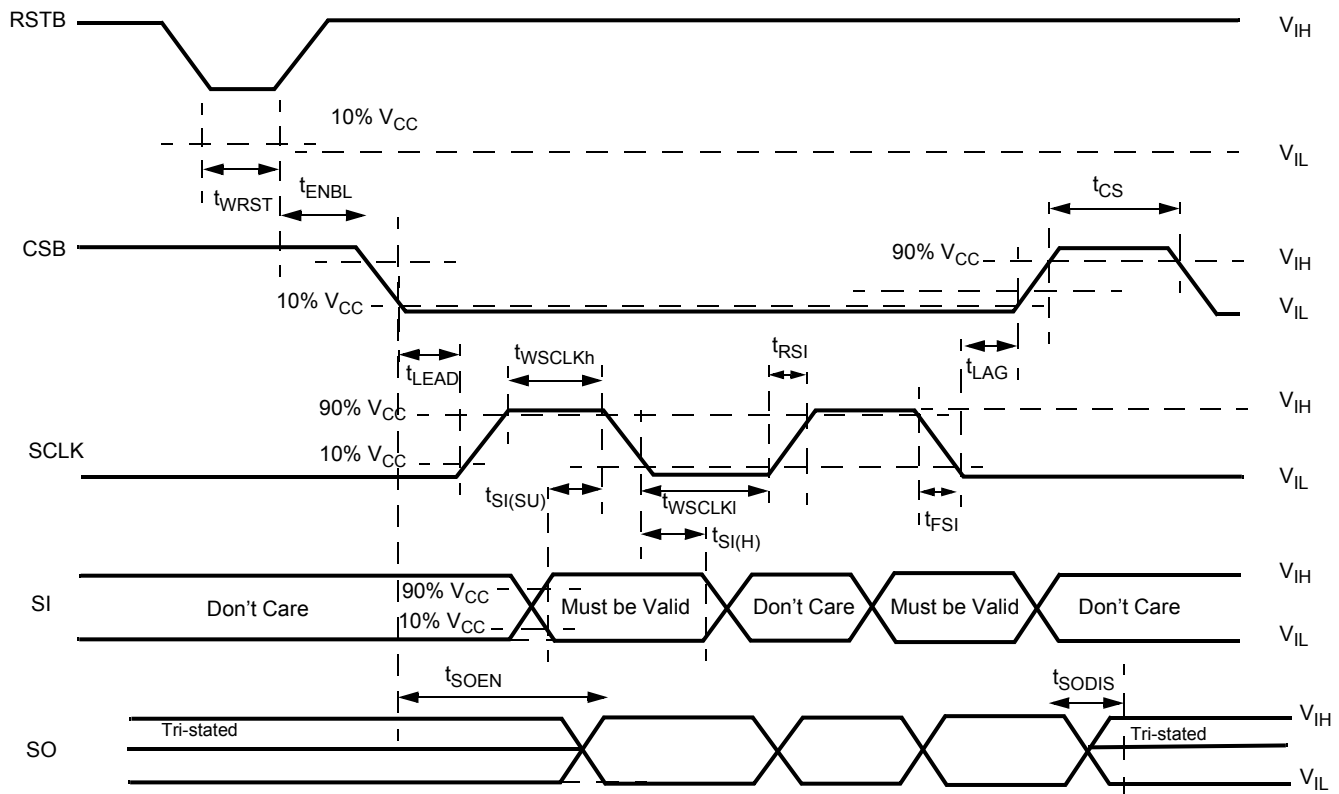 RSTB
VIH
10% VCC
VIL
tWRST
tENBL
tCS
CSB
90% VCC
VIH
10% VCC
VIL
tLEAD
tWSCLKh
tRSI
tLAG
90% VCC
VIH
SCLK
10% VCC
VIL
tSI(SU)
tWSCLKl
tFSI
tSI(H)
SI
90% VCC
10% VCC
Don't Care
Must be Valid
Don't Care
Must be Valid
Don't Care
VIH
VIL
tSOEN
tSODIS
SO
Tri-stated
Tri-stated
VIH
VIL